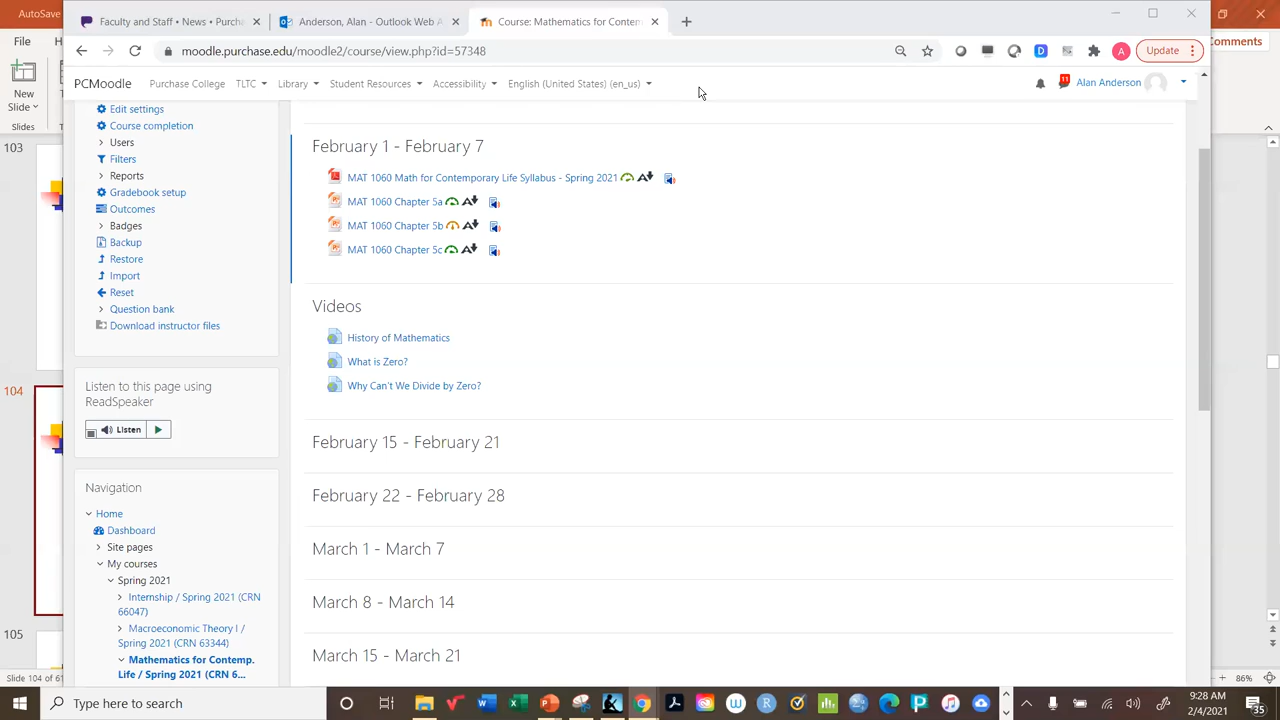 AutoSave
Faculty and Staff • News • Purcha
Anderson, Alan - Outlook Web A
Course: Mathematics for Contem
File
Comments
moodle.purchase.edu/moodle2/course/view.php?id=57348
Update
PCMoodle
Purchase College
TLTC
Library
Student Resources
Accessibility
English (United States) (en_us)
11
Alan Anderson
New
Slide
Slides
Edit settings
Course completion
Users
Filters
Reports
Gradebook setup
Outcomes
Badges
Backup
Restore
Import
Reset
Question bank
Download instructor files
Listen to this page using
ReadSpeaker
Listen
Navigation
Home
Dashboard
Site pages
My courses
Spring 2021
Internship / Spring 2021 (CRN
66047)
Macroeconomic Theory I /
Spring 2021 (CRN 63344)
Mathematics for Contemp.
Life / Spring 2021 (CRN 6...
February 1 - February 7
MAT 1060 Math for Contemporary Life Syllabus - Spring 2021
MAT 1060 Chapter 5a
MAT 1060 Chapter 5b
MAT 1060 Chapter 5c
Videos
History of Mathematics
What is Zero?
Why Can't We Divide by Zero?
February 15 - February 21
February 22 - February 28
March 1 - March 7
March 8 - March 14
March 15 - March 21
103
104
105
Slide 104 of 61
86%
Type here to search
9:28 AM
2/4/2021
35